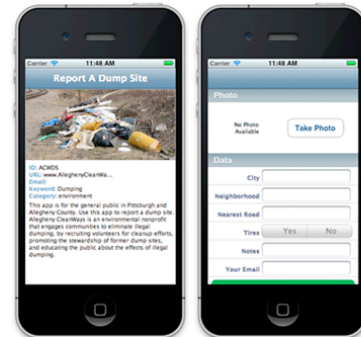 Carrier 11:48 AM
Report A Dump Site
ID: ACWDS
URL: www.AlleghenyCleanWa...
Email:
Keyword: Dumping
Category: environment
This app is for the general public in Pittsburgh and
Allegheny County. Use this app to report a dump site.
Allegheny CleanWays is an environmental nonprofit
that engages communities to eliminate illegal
dumping, by recruiting volunteers for cleanup efforts,
promoting the stewardship of former dump sites,
and educating the public about the effects of illegal
dumping.
Carrier 11:48 AM
Photo
No Photo
Available
Take Photo
Data
City
Neighborhood
Nearest Road
Tires Yes No
Notes
Your Email